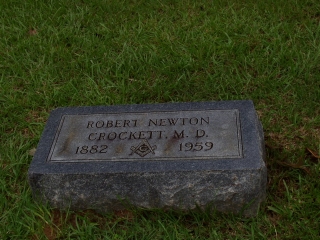 ROBERT NEWTON
CROCKETT, M. D.
1882 1959